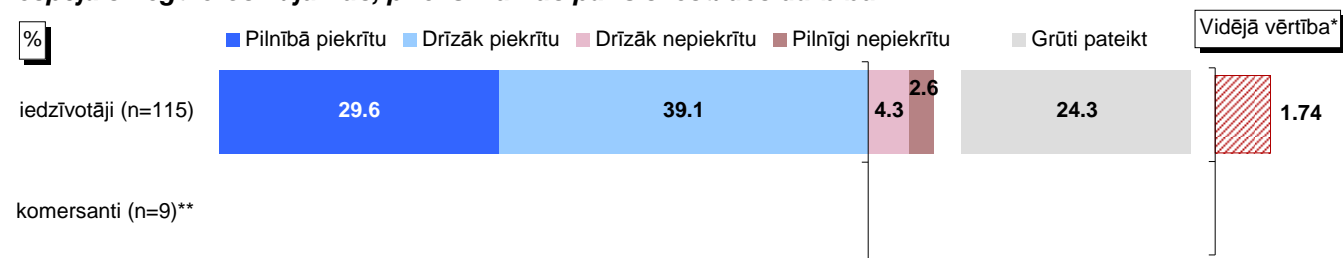 %
Pilnībā piekrītu Drīzāk piekrītu Drīzāk nepiekrītu Pilnīgi nepiekrītu Grūti pateikt Vidējā vērtība*
iedzīvotāji (n=115) 29.6 39.1 4.3 2.6 24.3 1.74
komersanti (n=9)**